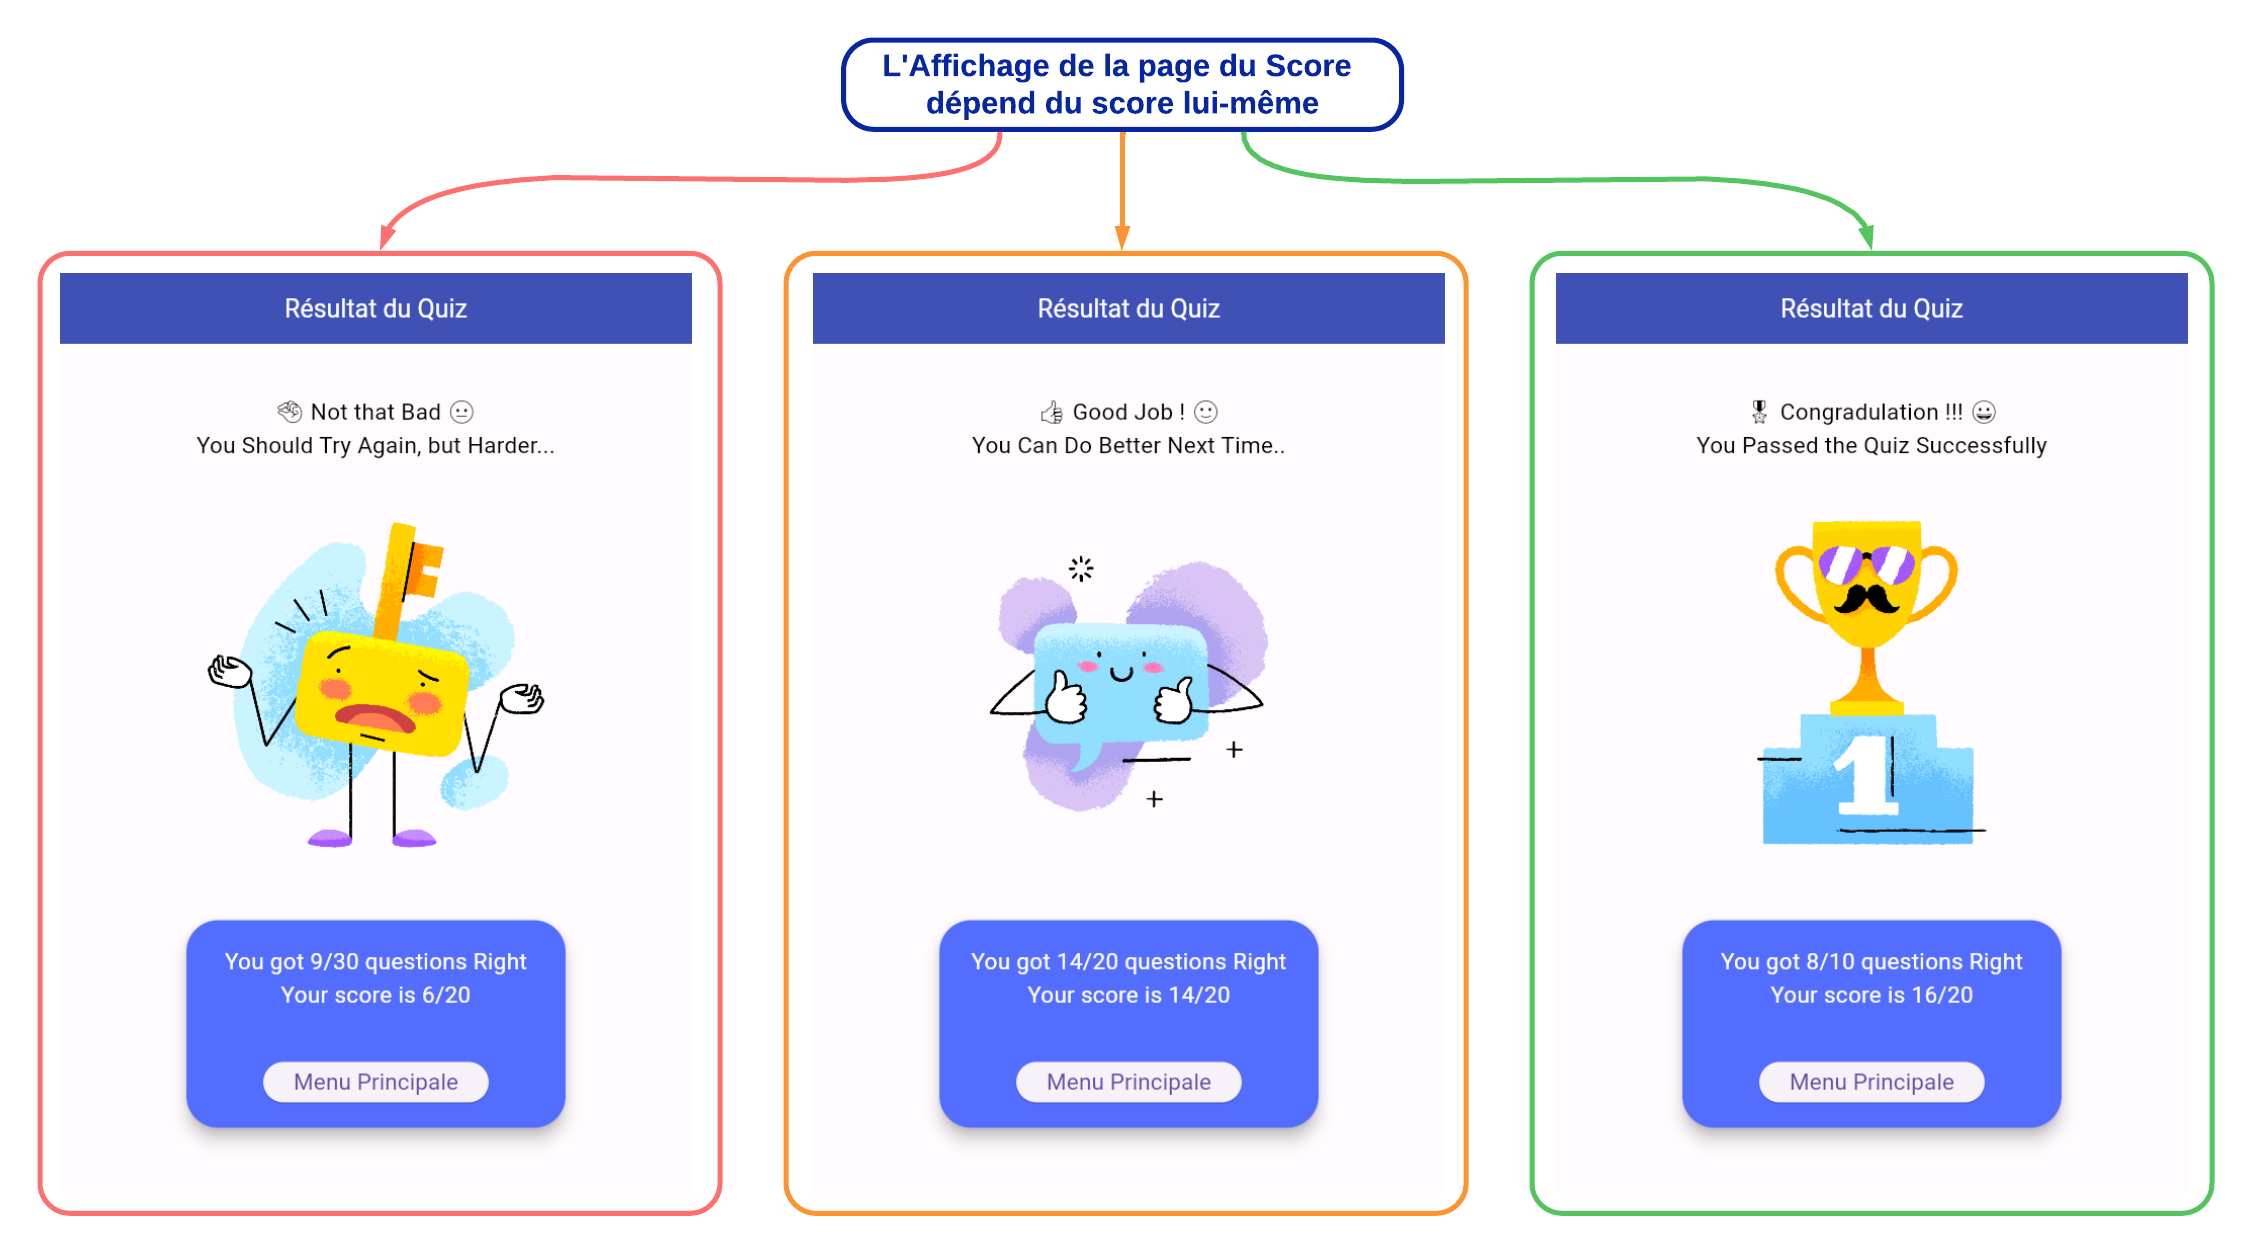 L'Affichage de la page du Score
dépend du score lui-même
Résultat du Quiz
👏 Not that Bad 😐
You Should Try Again, but Harder...
You got 9/30 questions Right
Your score is 6/20
Menu Principale
Résultat du Quiz
👍 Good Job ! 🙂
You Can Do Better Next Time..
You got 14/20 questions Right
Your score is 14/20
Menu Principale
Résultat du Quiz
🎖 Congradulation !!! 😀
You Passed the Quiz Successfully
1
You got 8/10 questions Right
Your score is 16/20
Menu Principale